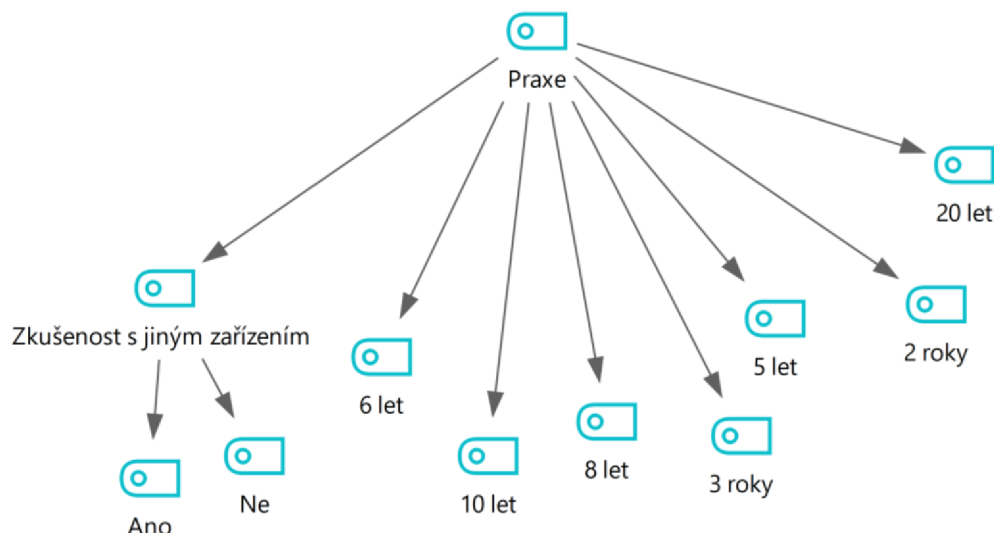 Praxe
20 let
Zkušenost s jiným zařízením
2 roky
5 let
6 let
8 let
3 roky
10 let
Ne
Ano